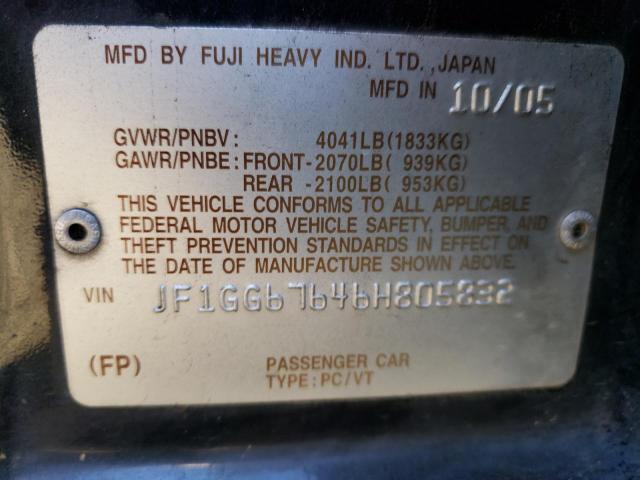 MFD BY FUJI HEAVY IND. LTD. ,JAPAN
MFD IN 10/05
GVWR/PNBV: 4041LB(1833KG)
GAWR/PNBE:FRONT-2070LB( 939KG)
REAR -2100LB( 953KG)
THIS VEHICLE CONFORMS TO ALL APPLICABLE
FEDERAL MOTOR VEHICLE SAFETY, BUMPER, AND
THEFT PREVENTION STANDARDS IN EFFECT ON
THE DATE OF MANUFACTURE SHOWN ABOVE.
VIN JF1GG67646H805832
(FP) PASSENGER CAR
TYPE:PC/VT